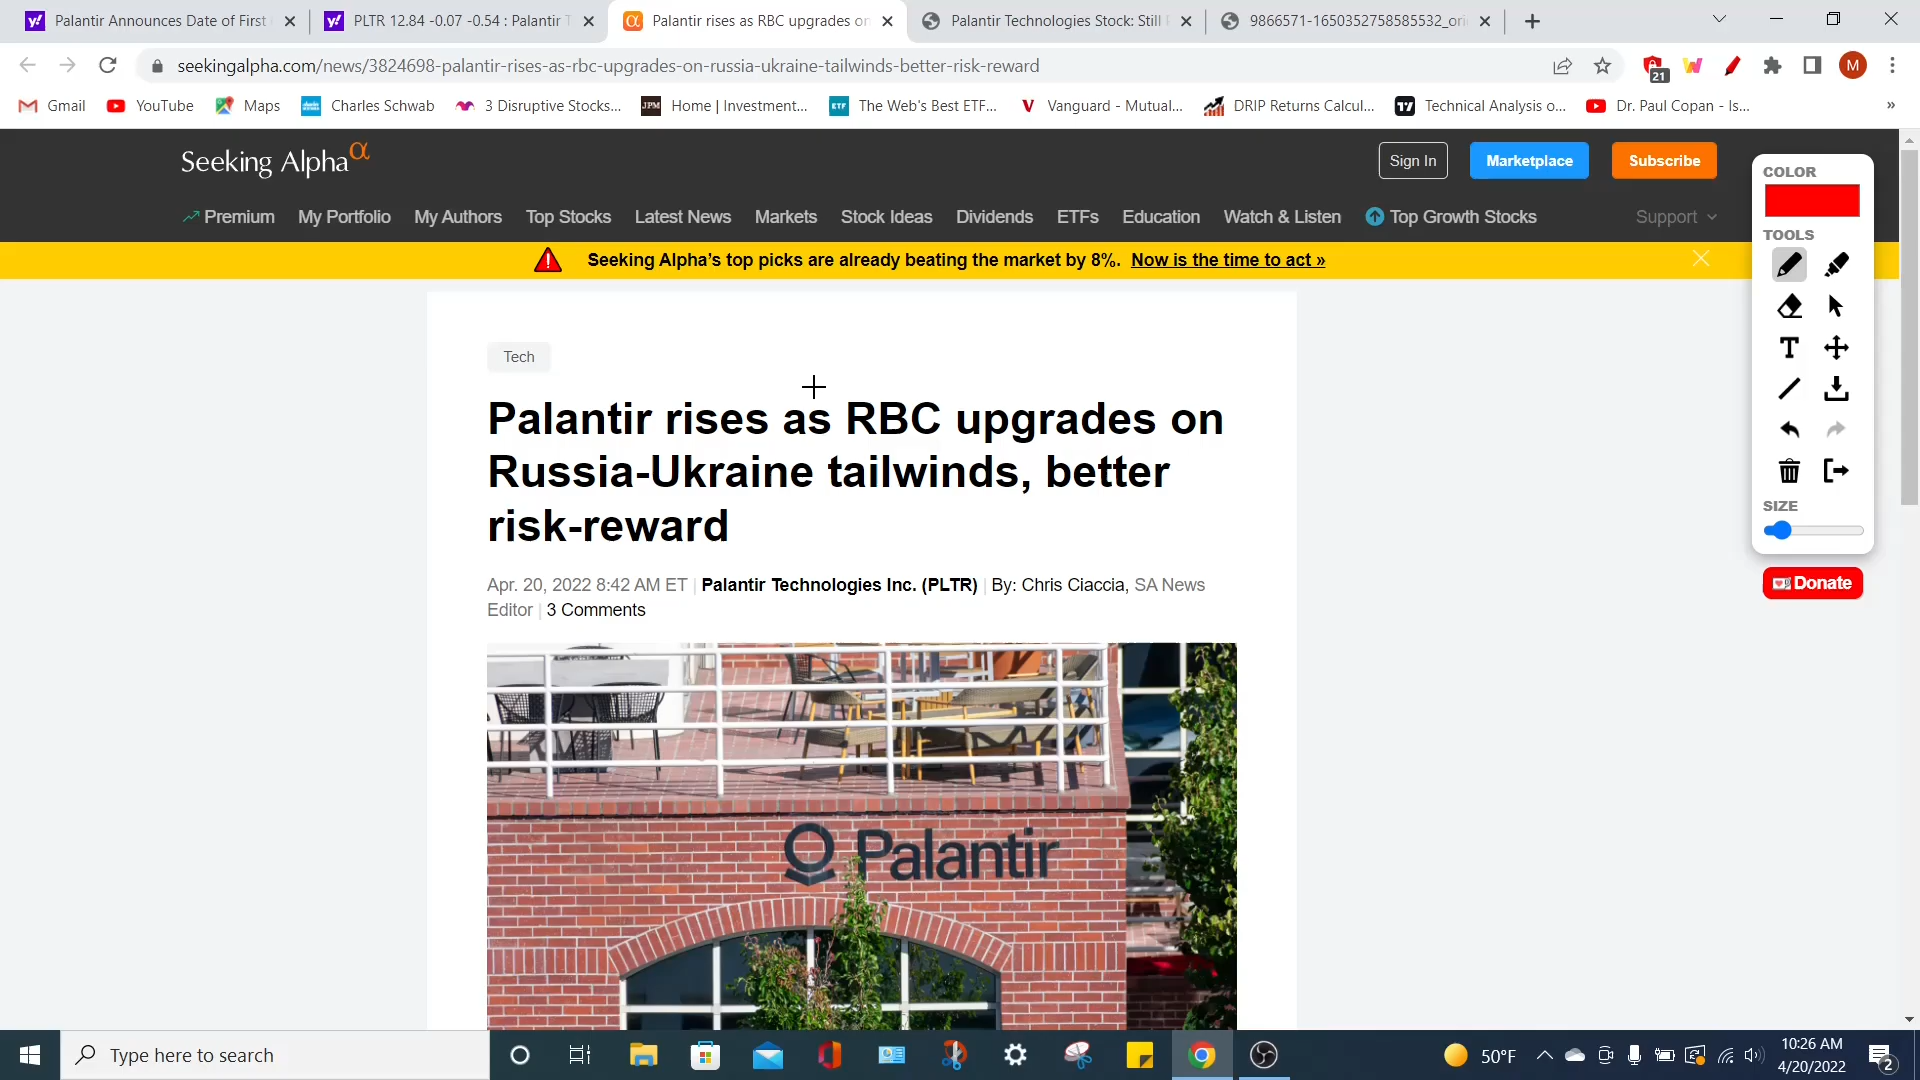 Palantir Announces Date of First
PLTR 12.84 -0.07 -0.54 : Palantir T
Palantir rises as RBC upgrades on
Palantir Technologies Stock: Still
9866571-1650352758585532_ori
seekingalpha.com/news/3824698-palantir-rises-as-rbc-upgrades-on-russia-ukraine-tailwinds-better-risk-reward
21
M
Gmail
YouTube
Maps
Charles Schwab
3 Disruptive Stocks...
JPM
Home | Investment...
ETF
The Web's Best ETF...
Vanguard - Mutual...
DRIP Returns Calcul...
Technical Analysis o...
Dr. Paul Copan - Is...
»
Seeking Alpha α
Sign In
Marketplace
Subscribe
Premium
My Portfolio
My Authors
Top Stocks
Latest News
Markets
Stock Ideas
Dividends
ETFs
Education
Watch & Listen
Top Growth Stocks
Support
Seeking Alpha’s top picks are already beating the market by 8%. Now is the time to act »
COLOR
TOOLS
T
SIZE
Donate
Tech
Palantir rises as RBC upgrades on
Russia-Ukraine tailwinds, better
risk-reward
Apr. 20, 2022 8:42 AM ET | Palantir Technologies Inc. (PLTR) | By: Chris Ciaccia, SA News
Editor | 3 Comments
Palantir
Type here to search
50°F
10:26 AM
4/20/2022
2